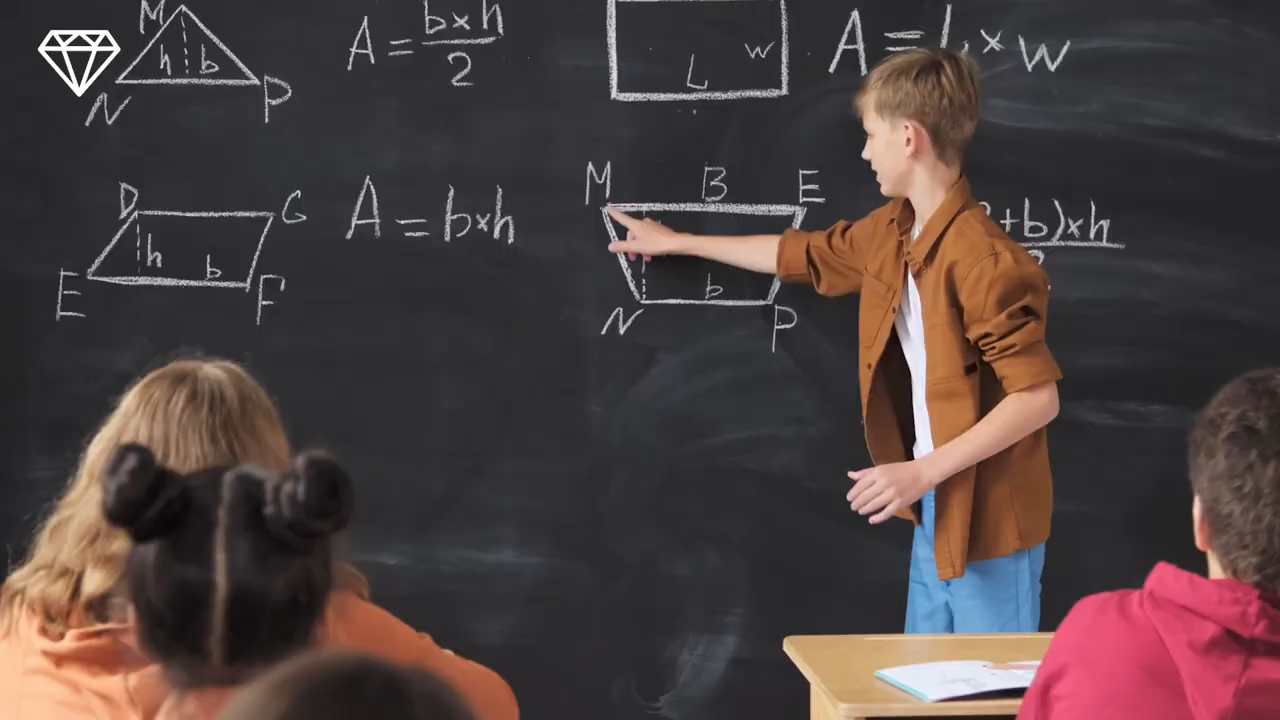 M
h b
N P
A = b×h
2
w
L
A = L × w
D G
h
b
E F
A = b×h
M B E
b
N P
+b)×h